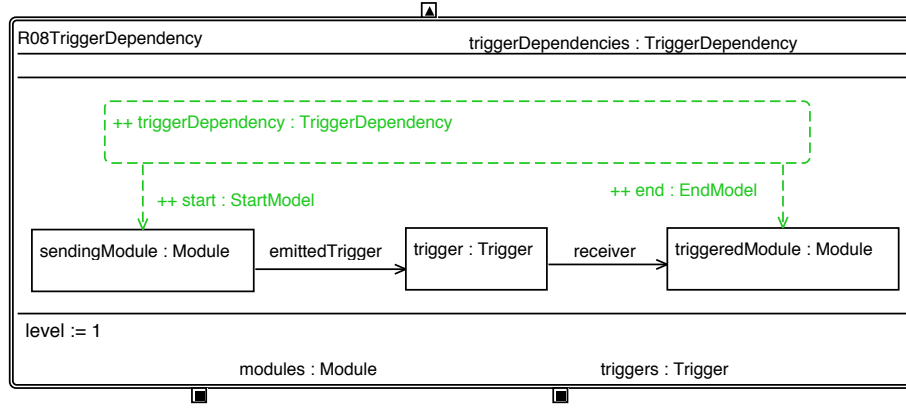 R08TriggerDependency
triggerDependencies : TriggerDependency
++ triggerDependency : TriggerDependency
++ start : StartModel
++ end : EndModel
sendingModule : Module
emittedTrigger
trigger : Trigger
receiver
triggeredModule : Module
level := 1
modules : Module
triggers : Trigger